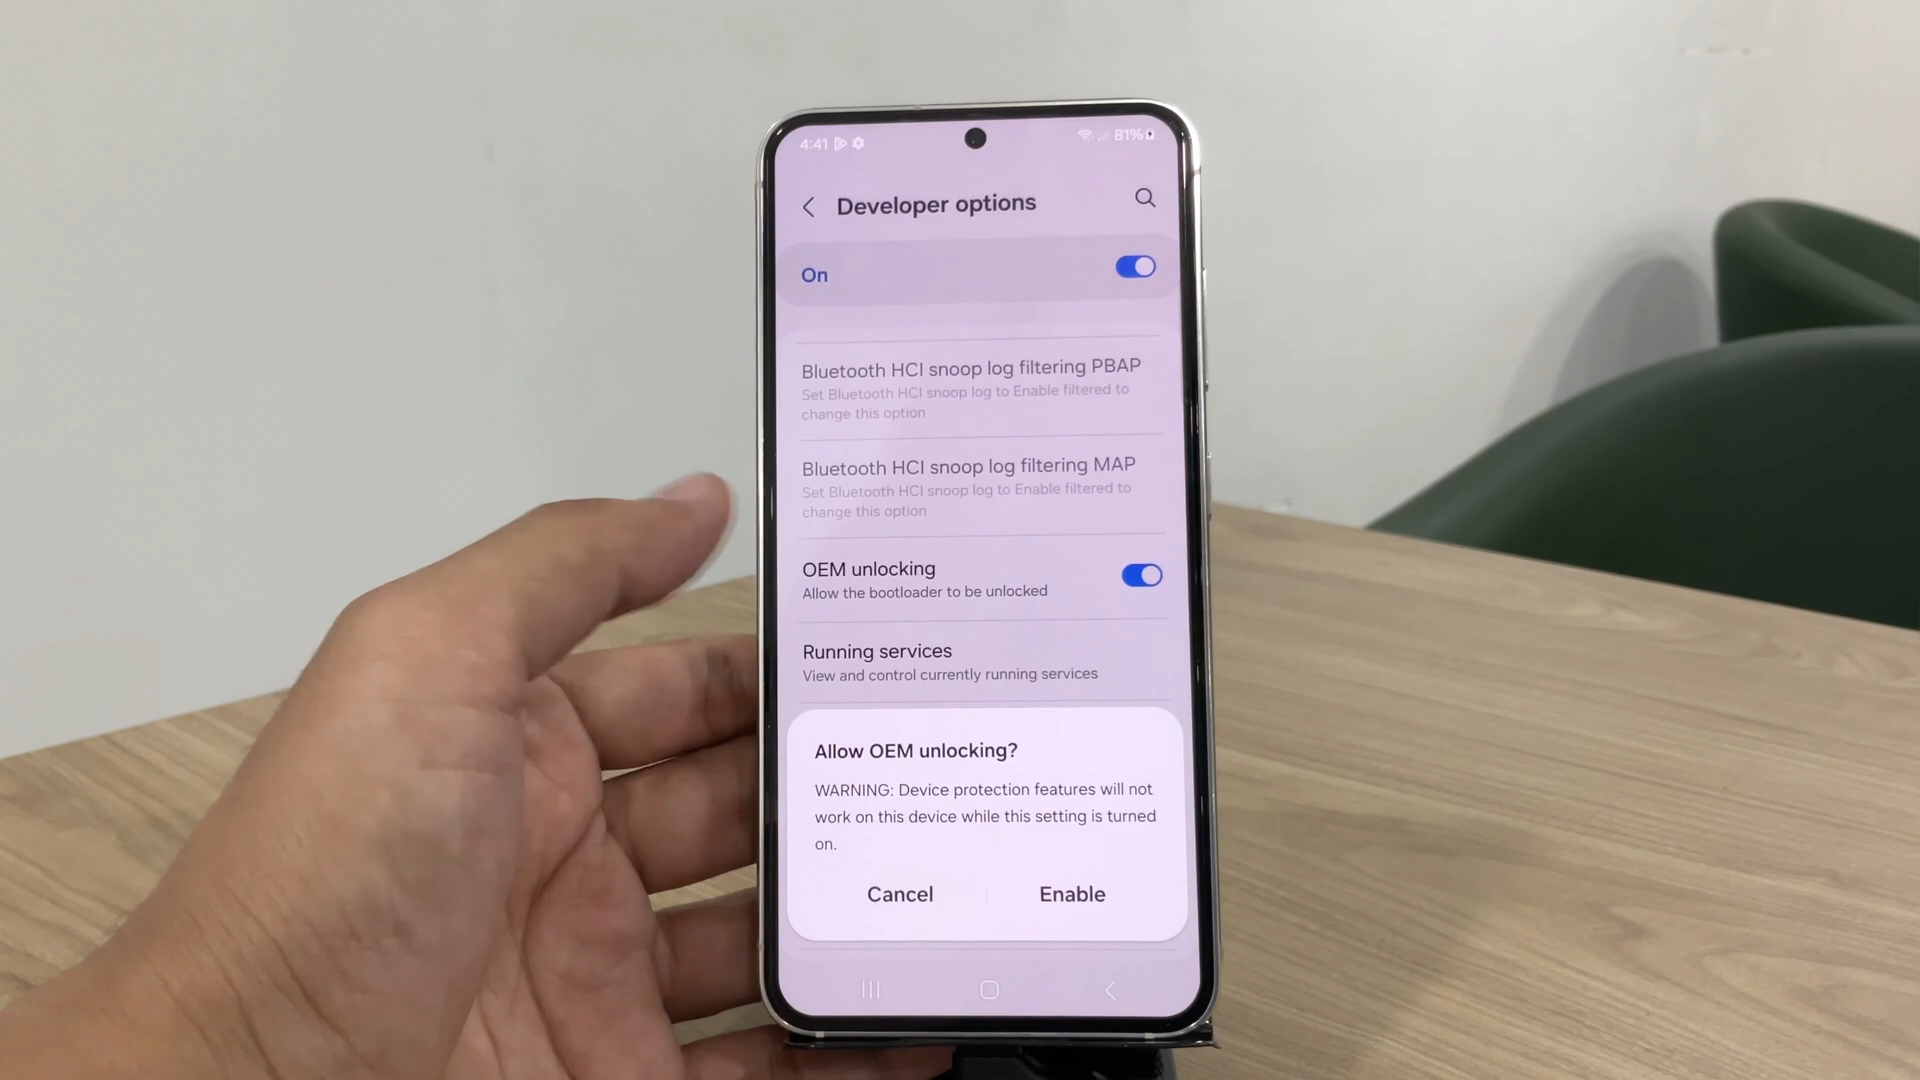 4:41
81%
Developer options
On
Bluetooth HCI snoop log filtering PBAP
Set Bluetooth HCI snoop log to Enable filtered to
change this option
Bluetooth HCI snoop log filtering MAP
Set Bluetooth HCI snoop log to Enable filtered to
change this option
OEM unlocking
Allow the bootloader to be unlocked
Running services
View and control currently running services
Allow OEM unlocking?
WARNING: Device protection features will not
work on this device while this setting is turned
on.
Cancel
Enable